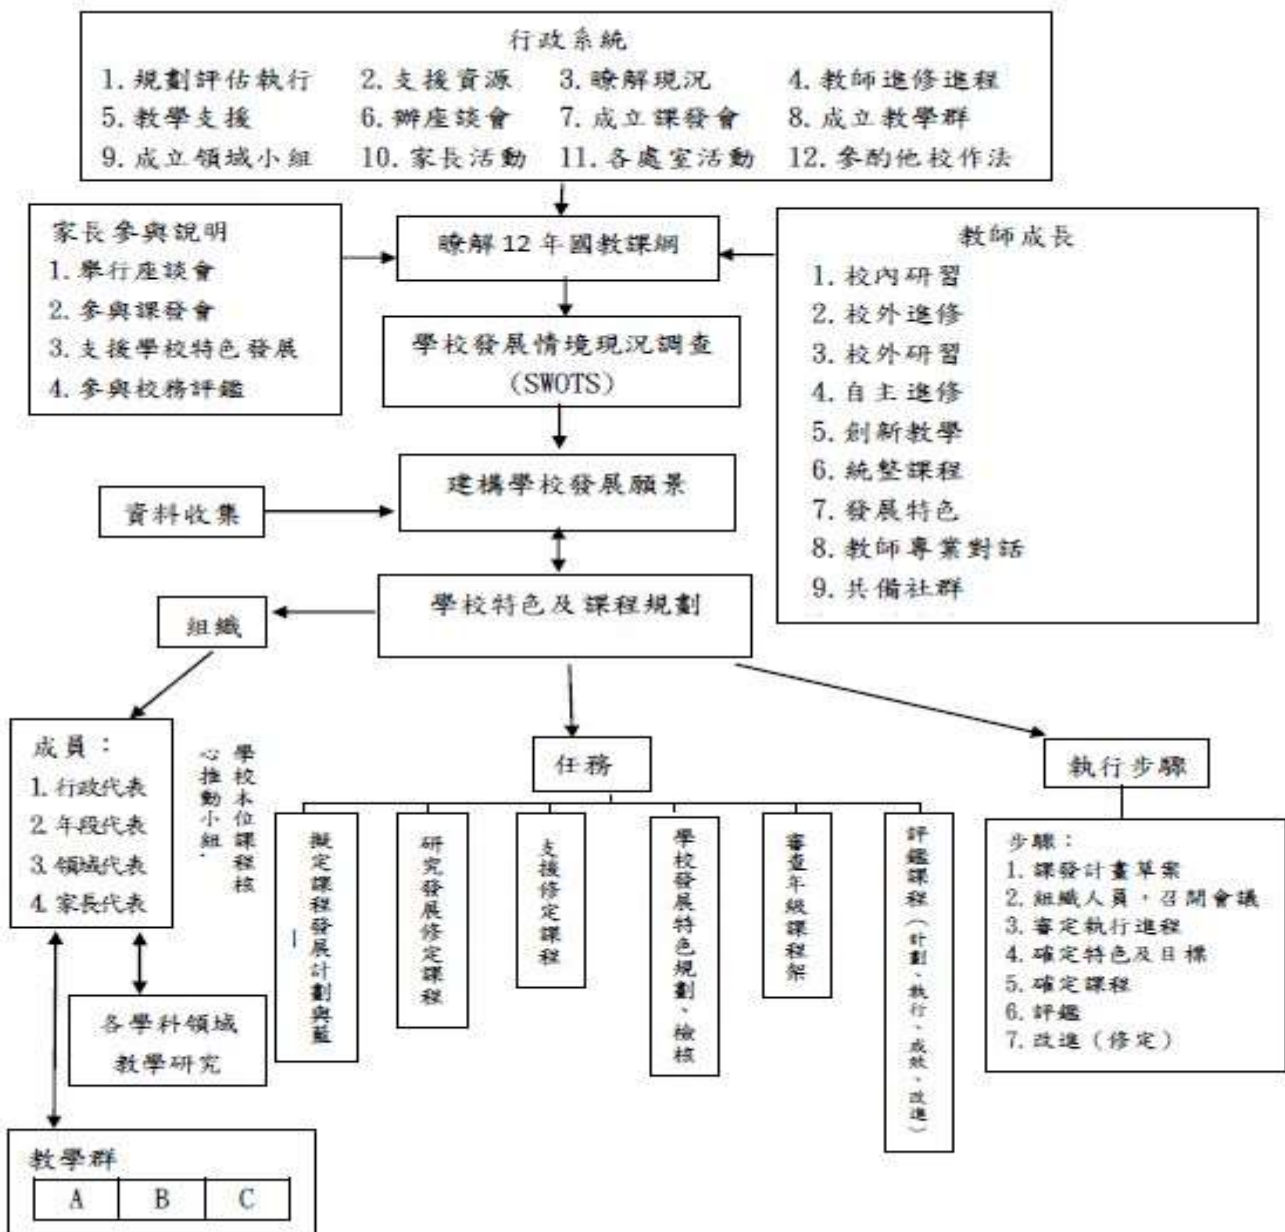 行政系統
1.規劃評估執行 2.支援資源 3.瞭解現況 4.教師進修進程
5.教學支援 6.辦座談會 7.成立課發會 8.成立教學群
9.成立領域小組 10.家長活動 11.各處室活動 12.參酌他校作法
家長參與說明
1.舉行座談會
2.參與課發會
3.支援學校特色發展
4.參與校務評鑑
瞭解12年國教課綱
教師成長
1.校內研習
2.校外進修
3.校外研習
4.自主進修
5.創新教學
6.統整課程
7.發展特色
8.教師專業對話
9.共備社群
學校發展情境現況調查
(SWOTS)
資料收集
建構學校發展願景
學校特色及課程規劃
組織
成員：
1.行政代表
2.年段代表
3.領域代表
4.家長代表
學校本位課程核
心推動小組.
各學科領域
教學研究
教學群
A B C
任務
擬定課程發展計劃與藍
研究發展修定課程
支援修定課程
學校發展特色規劃、檢核
審查年級課程架
評鑑課程（計劃、執行、成效、改進）
執行步驟
步驟：
1.課發計畫草案
2.組織人員，召開會議
3.審定執行進程
4.確定特色及目標
5.確定課程
6.評鑑
7.改進（修定）